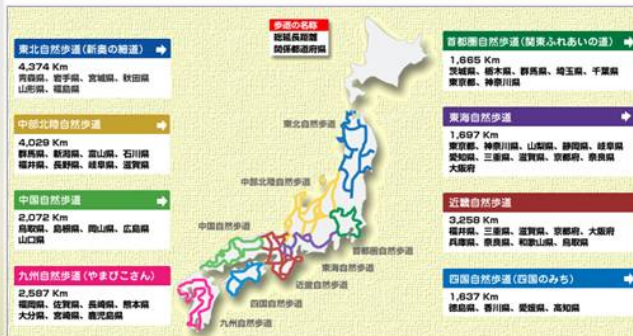 歩道の名称
総延長距離
関係都道府県
東北自然歩道(新奥の細道)
4,374 Km
青森県、岩手県、宮城県、秋田県
山形県、福島県
中部北陸自然歩道
4,029 Km
群馬県、新潟県、富山県、石川県
福井県、長野県、岐阜県、滋賀県
中国自然歩道
2,072 Km
鳥取県、島根県、岡山県、広島県
山口県
九州自然歩道(やまびこさん)
2,587 Km
福岡県、佐賀県、長崎県、熊本県
大分県、宮崎県、鹿児島県
東北自然歩道
中部北陸自然歩道
中国自然歩道
首都圏自然歩道
東海自然歩道
近畿自然歩道
四国自然歩道
九州自然歩道
首都圏自然歩道(関東ふれあいの道)
1,665 Km
茨城県、栃木県、群馬県、埼玉県、千葉県
東京都、神奈川県
東海自然歩道
1,697 Km
東京都、神奈川県、山梨県、静岡県、岐阜県
愛知県、三重県、滋賀県、京都府、奈良県
大阪府
近畿自然歩道
3,258 Km
福井県、三重県、滋賀県、京都府、大阪府
兵庫県、奈良県、和歌山県、鳥取県
四国自然歩道(四国のみち)
1,637 Km
徳島県、香川県、愛媛県、高知県